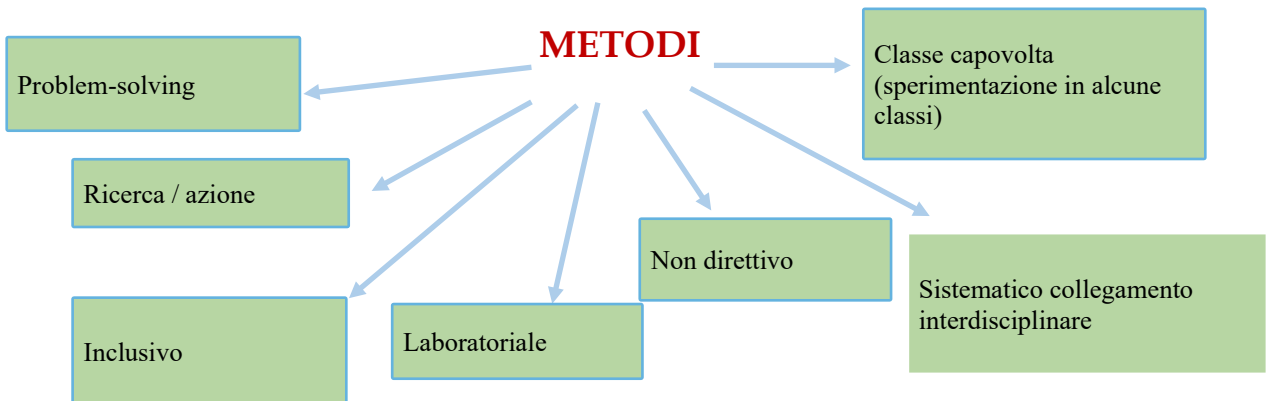 METODI
Problem-solving
Classe capovolta
(sperimentazione in alcune
classi)
Ricerca / azione
Non direttivo
Sistematico collegamento
interdisciplinare
Inclusivo
Laboratoriale